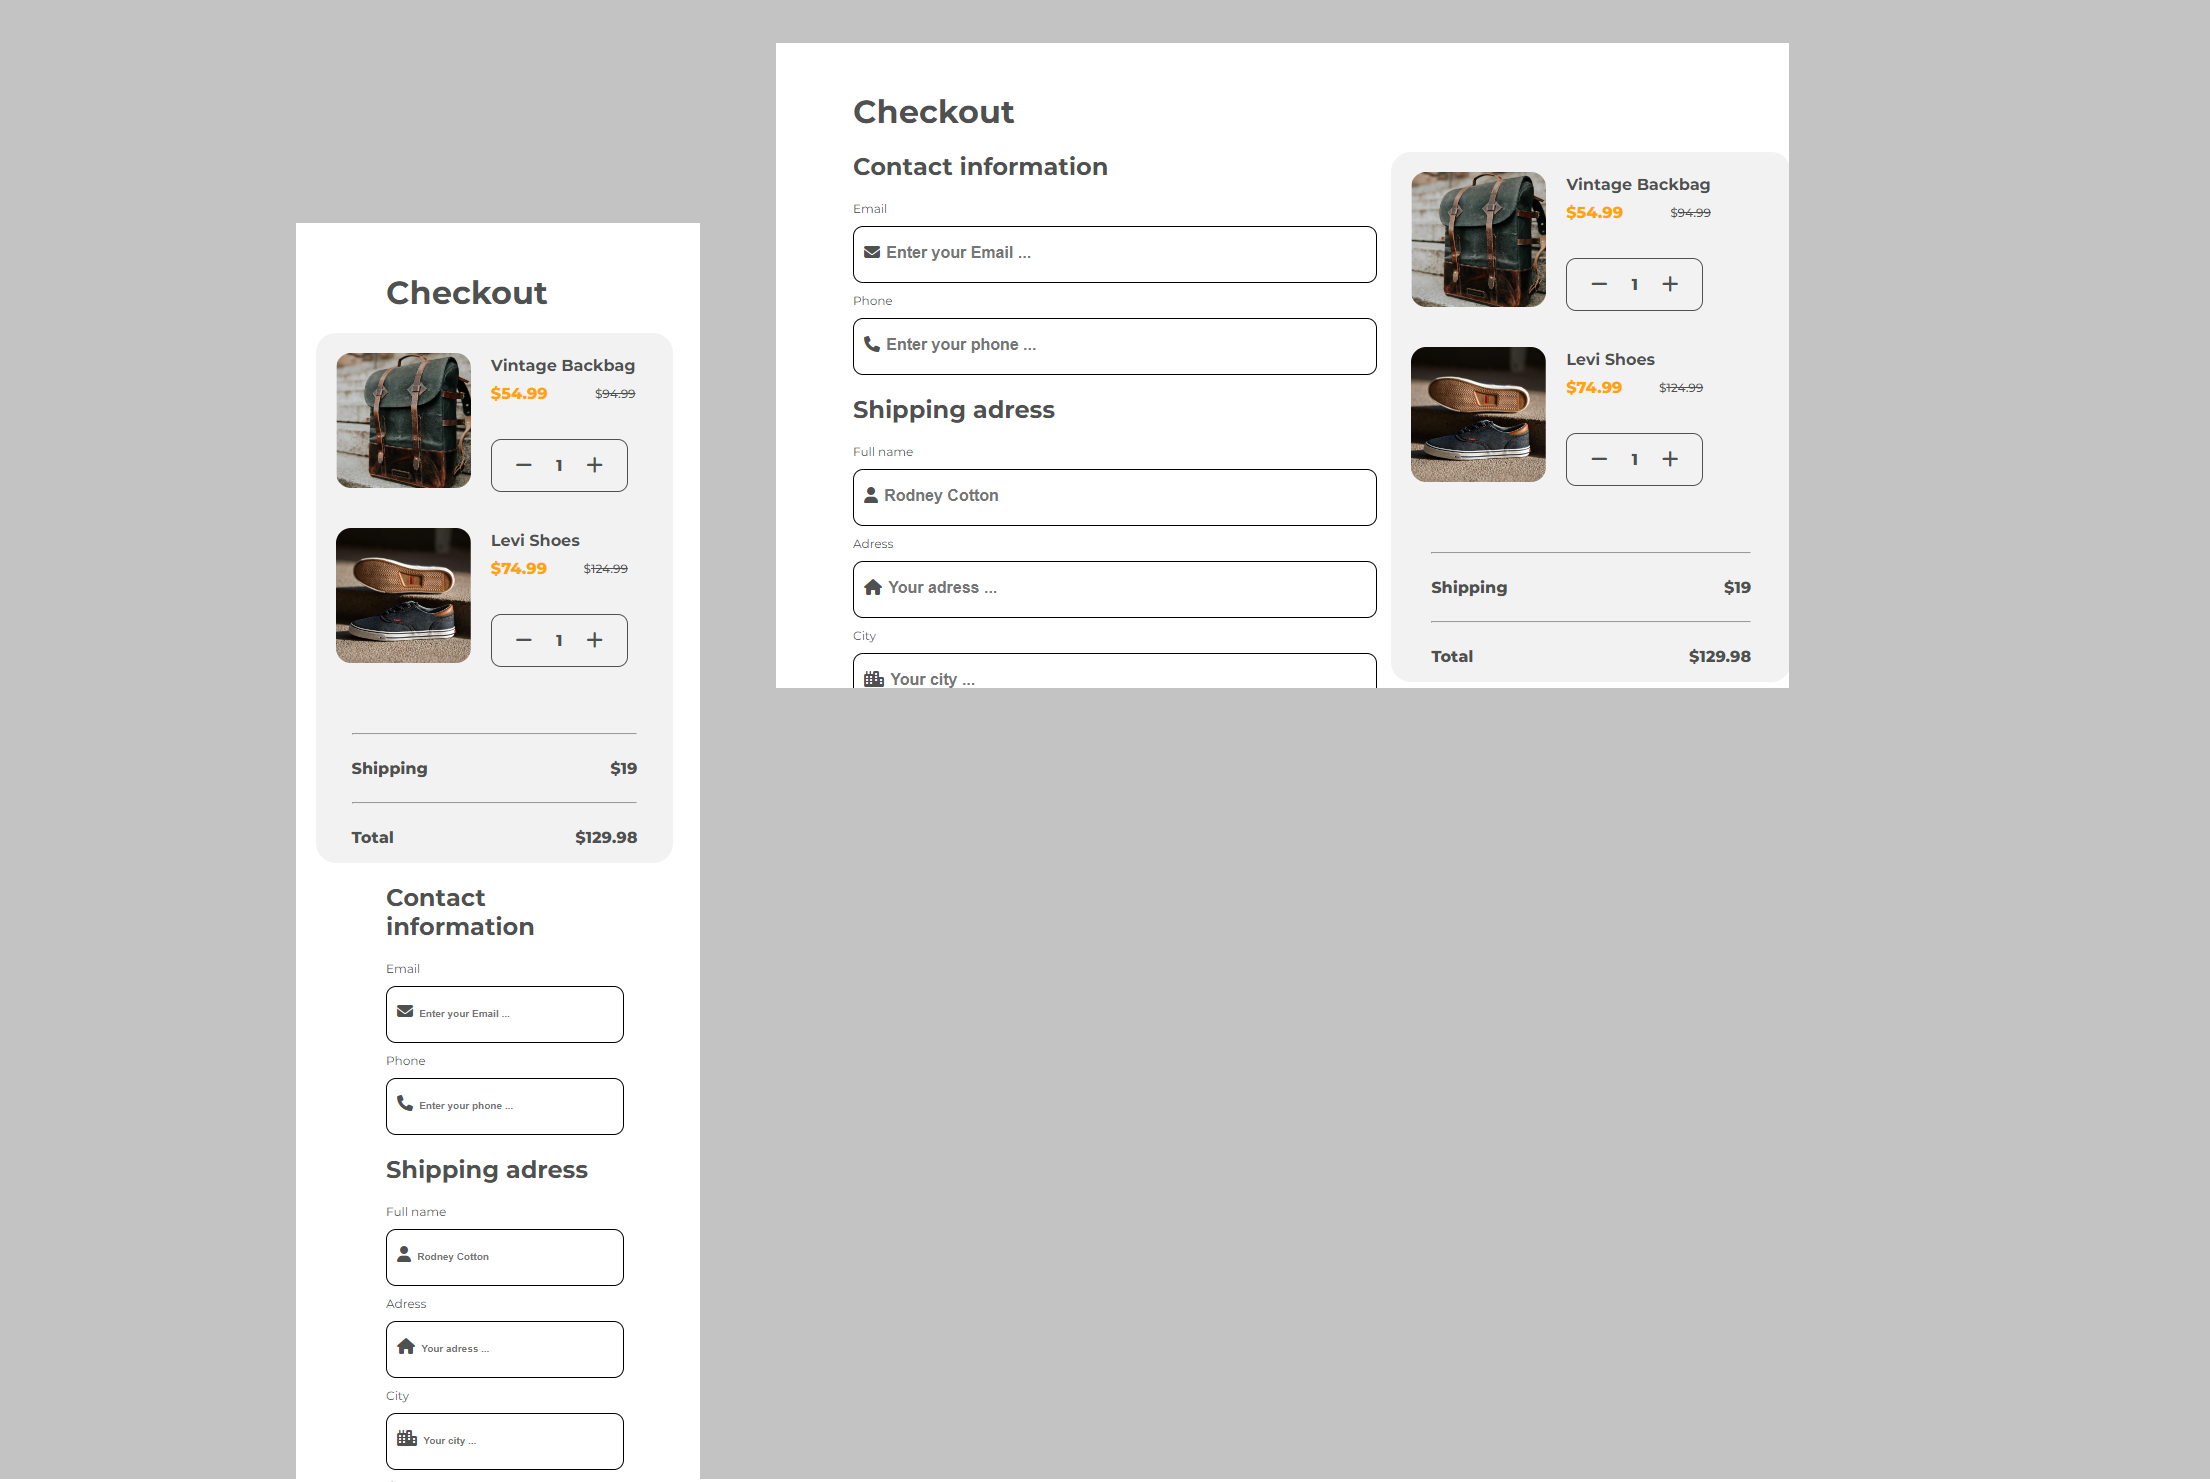 Checkout
Vintage Backbag
$54.99 $94.99
1
Levi Shoes
$74.99 $124.99
1
Shipping $19
Total $129.98
Contact
information
Email
Enter your Email ...
Phone
Enter your phone ...
Shipping adress
Full name
Rodney Cotton
Adress
Your adress ...
City
Your city ...
Checkout
Contact information
Email
Enter your Email ...
Phone
Enter your phone ...
Shipping adress
Full name
Rodney Cotton
Adress
Your adress ...
City
Your city ...
Vintage Backbag
$54.99 $94.99
1
Levi Shoes
$74.99 $124.99
1
Shipping $19
Total $129.98